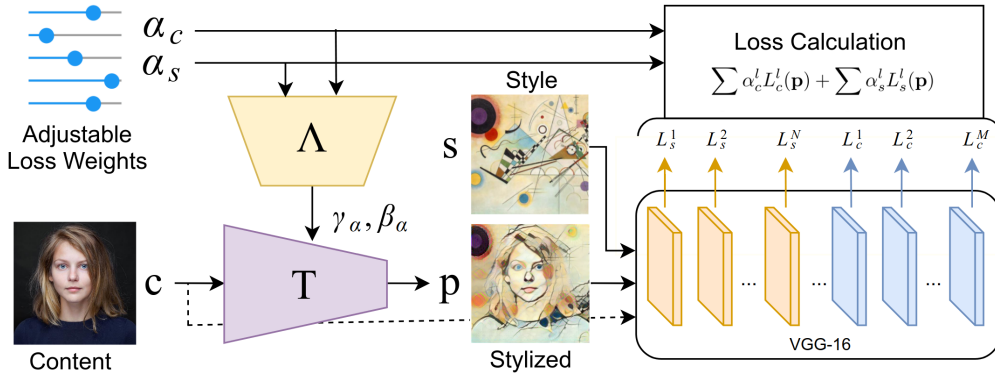 α_c
α_s
Adjustable
Loss Weights
Λ
γ_α, β_α
c
T
p
Content
Style
s
Stylized
Loss Calculation
∑ α_c^l L_c^l(p) + ∑ α_s^l L_s^l(p)
L_s^1 L_s^2 L_s^N L_c^1 L_c^2 L_c^M
... ... ...
VGG-16